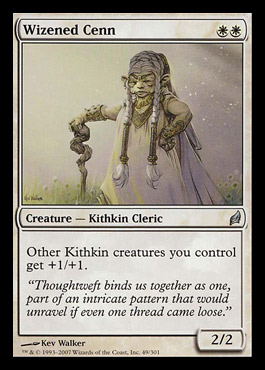 Wizened Cenn
Creature — Kithkin Cleric
Other Kithkin creatures you control
get +1/+1.
“Thoughtweft binds us together as one,
part of an intricate pattern that would
unravel if even one thread came loose.”
Kev Walker
2/2
™ & © 1993–2007 Wizards of the Coast, Inc. 49/301